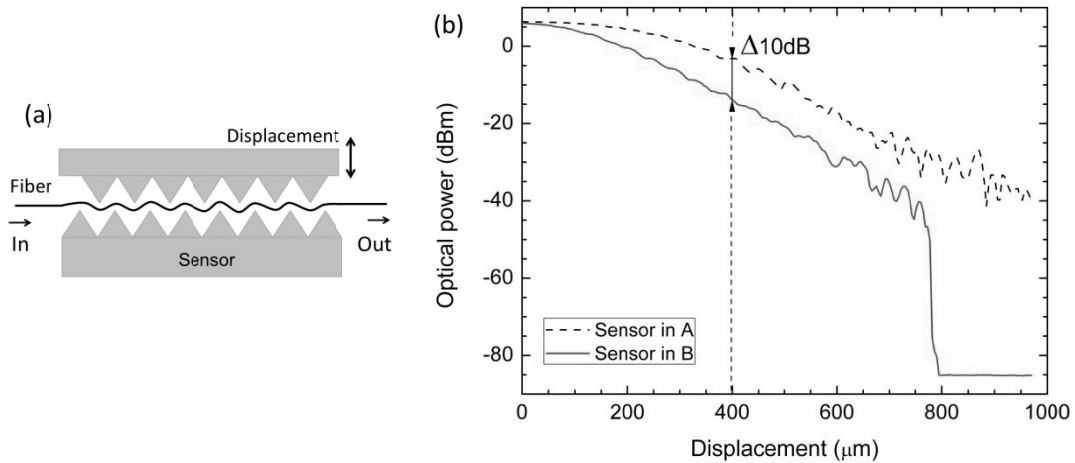 (a)
Displacement
Fiber
In
Out
Sensor
(b)
Δ10dB
Optical power (dBm)
0
-20
-40
-60
-80
Sensor in A
Sensor in B
0 200 400 600 800 1000
Displacement (μm)